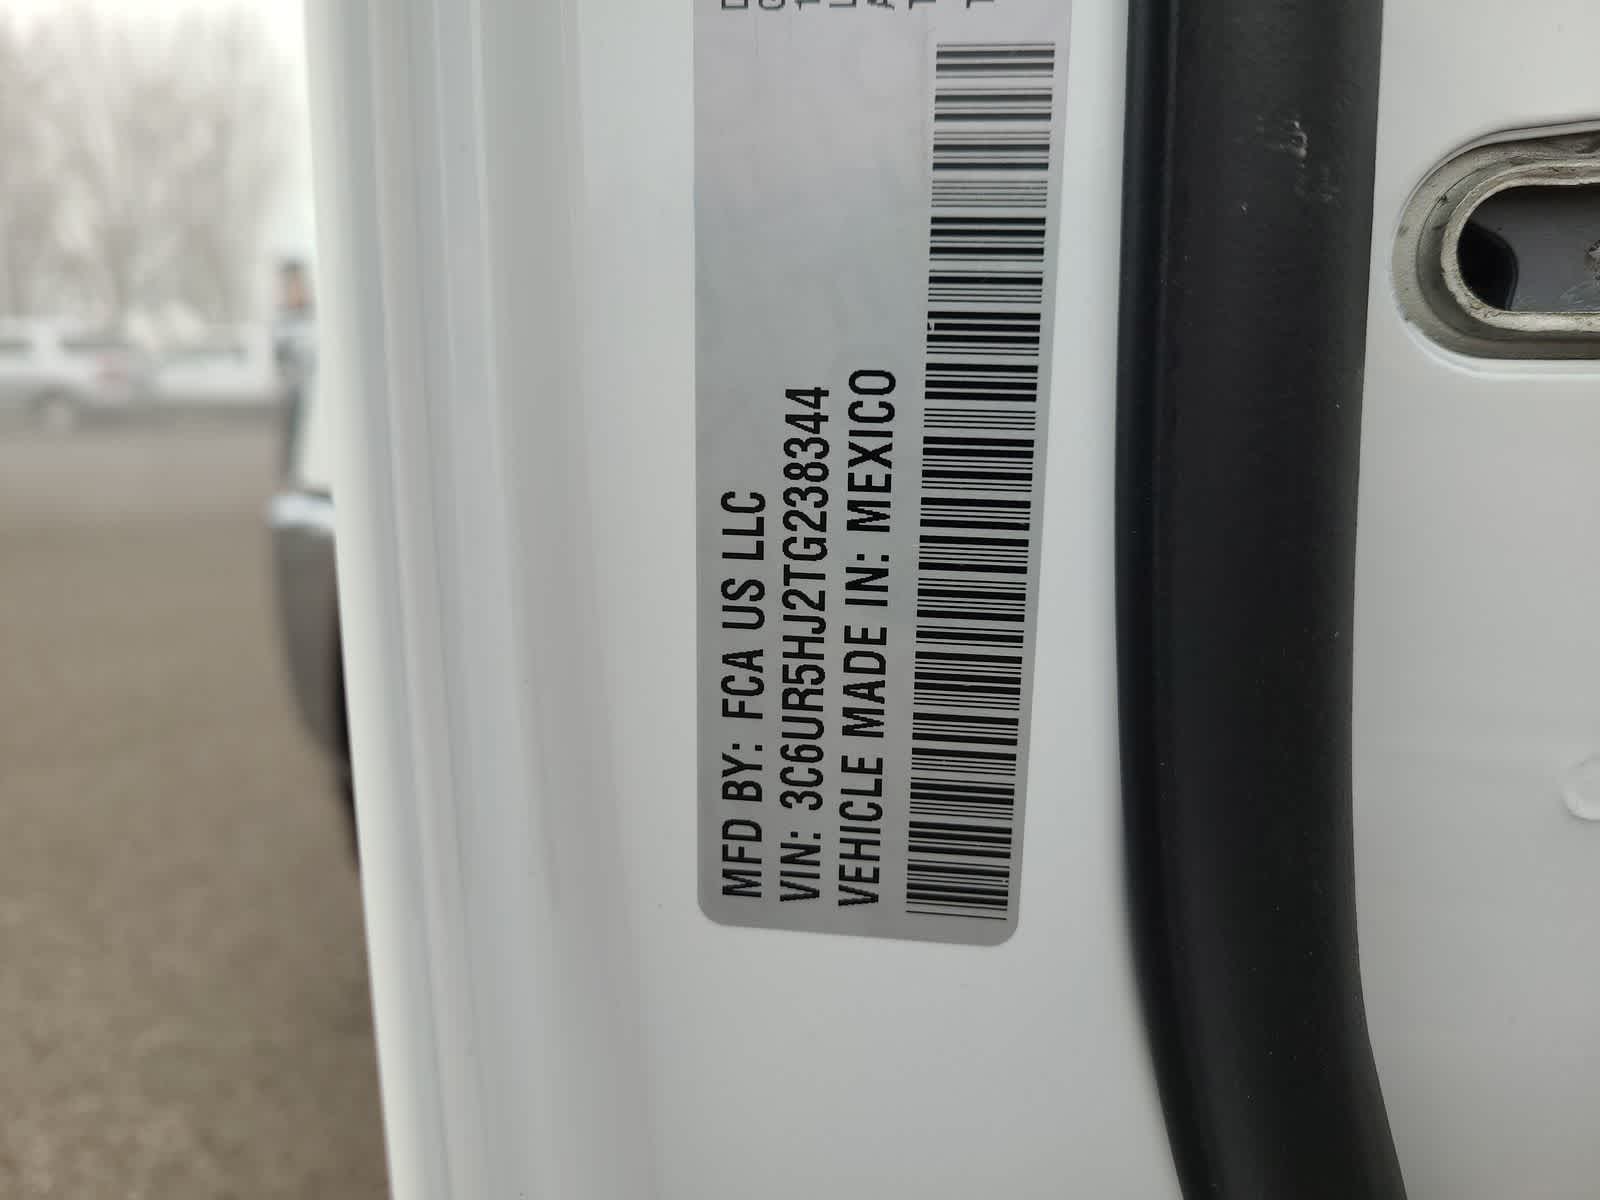 MFD BY: FCA US LLC
VIN: 3C6UR5HJ2TG238344
VEHICLE MADE IN: MEXICO